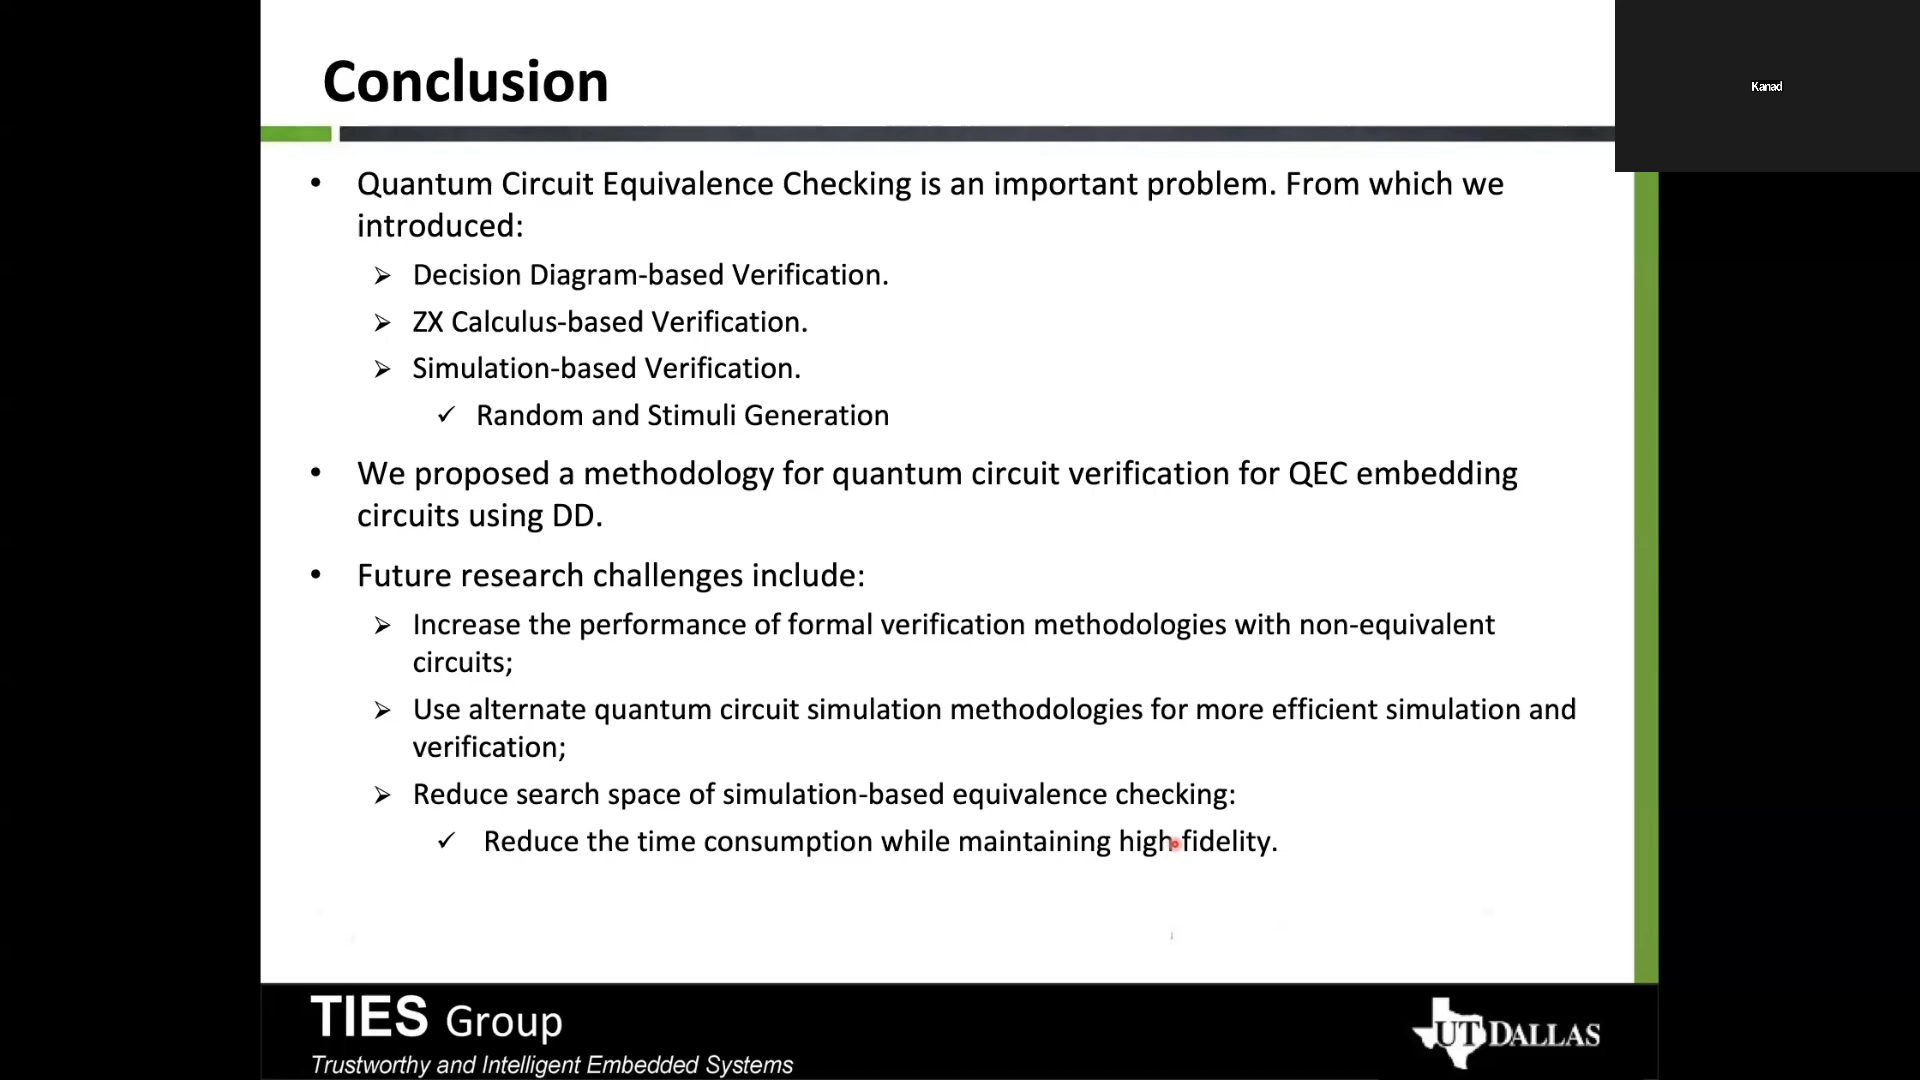 Conclusion
Kanad
• Quantum Circuit Equivalence Checking is an important problem. From which we
introduced:
➢ Decision Diagram-based Verification.
➢ ZX Calculus-based Verification.
➢ Simulation-based Verification.
✓ Random and Stimuli Generation
• We proposed a methodology for quantum circuit verification for QEC embedding
circuits using DD.
• Future research challenges include:
➢ Increase the performance of formal verification methodologies with non-equivalent
circuits;
➢ Use alternate quantum circuit simulation methodologies for more efficient simulation and
verification;
➢ Reduce search space of simulation-based equivalence checking:
✓ Reduce the time consumption while maintaining high fidelity.
TIES Group
Trustworthy and Intelligent Embedded Systems
UT DALLAS